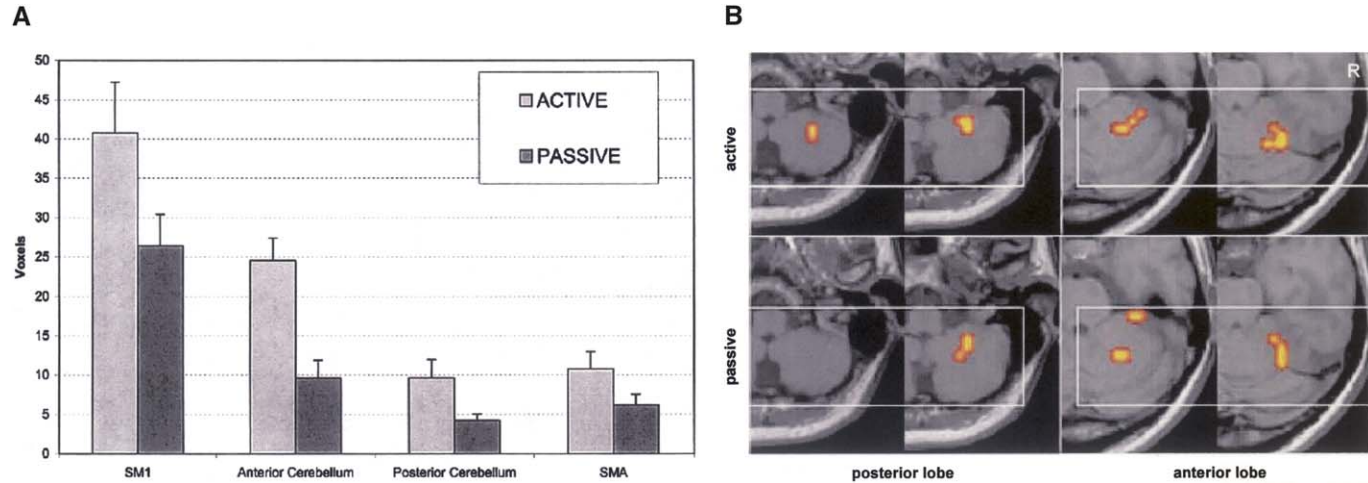 A
50
45
40
35
30
25
20
15
10
5
0
Voxels
ACTIVE
PASSIVE
SM1
Anterior Cerebellum
Posterior Cerebellum
SMA
B
R
active
passive
posterior lobe
anterior lobe